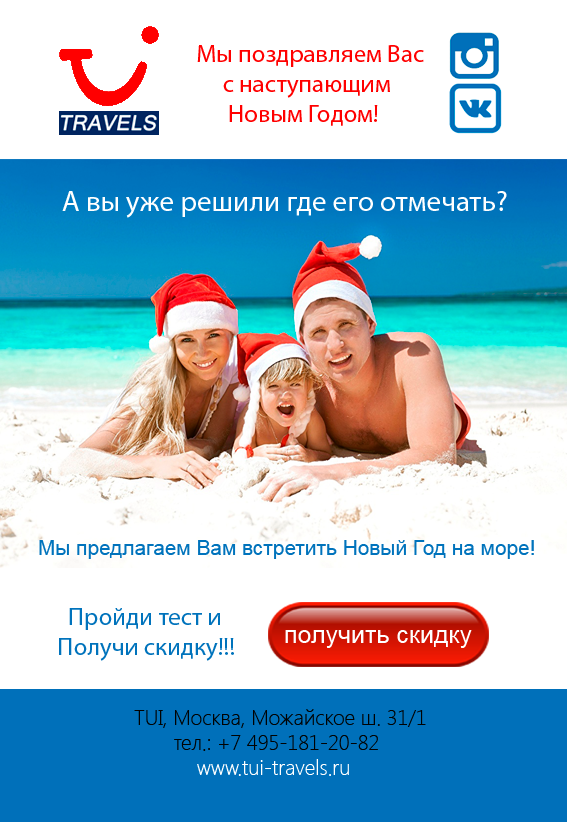 TRAVELS
Мы поздравляем Вас
с наступающим
Новым Годом!
А вы уже решили где его отмечать?
Мы предлагаем Вам встретить Новый Год на море!
Пройди тест и
Получи скидку!!!
получить скидку
TUI, Москва, Можайское ш. 31/1
тел.: +7 495-181-20-82
www.tui-travels.ru